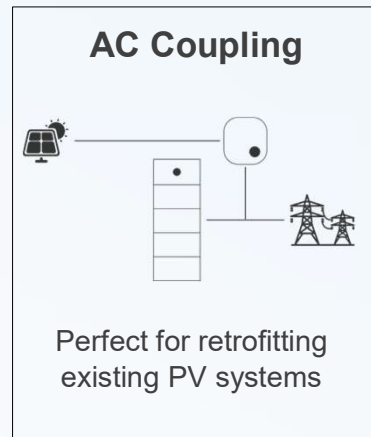 AC Coupling
Perfect for retrofitting
existing PV systems